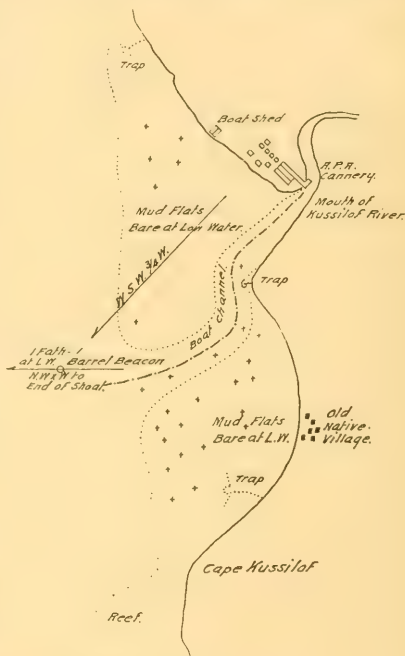 Trap
Boat Shed
A.P.A.
Cannery.
Mouth of
Kussilof River.
Mud Flats
Bare at Low Water
W S W 3/4 W.
Trap
Boat Channel
1 Fath.
at L.W. Barrel Beacon
N.W x W to
End of Shoal.
Mud Flats
Bare at L.W.
Old
Native
Village.
Trap
Cape Kussilof
Reef.